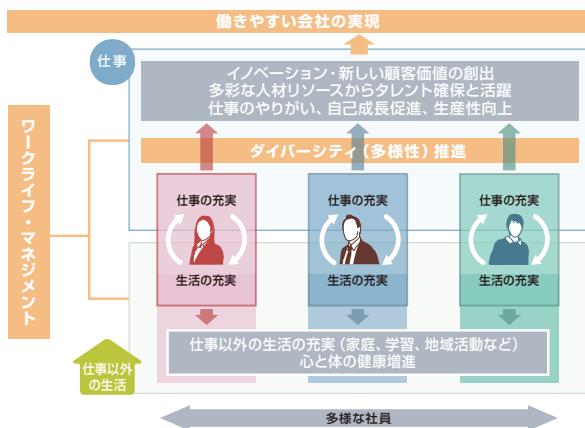 働きやすい会社の実現
仕事
イノベーション・新しい顧客価値の創出
多彩な人材リソースからタレント確保と活躍
仕事のやりがい、自己成長促進、生産性向上
ワークライフ・マネジメント
ダイバーシティ(多様性)推進
仕事の充実
生活の充実
仕事の充実
生活の充実
仕事の充実
生活の充実
仕事以外の生活の充実(家庭、学習、地域活動など)
心と体の健康増進
仕事以外
の生活
多様な社員